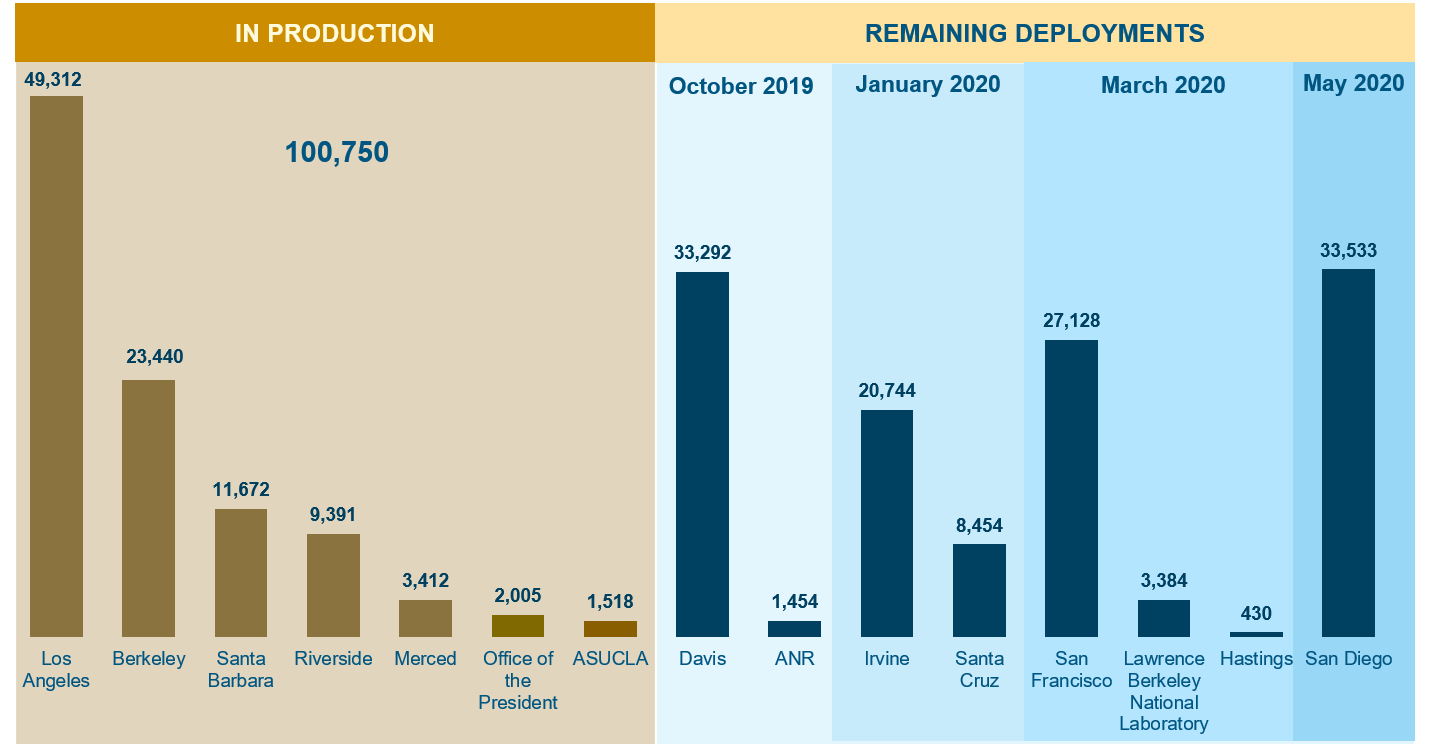 IN PRODUCTION
REMAINING DEPLOYMENTS
49,312
100,750
23,440
11,672
9,391
3,412
2,005
1,518
Los
Angeles
Berkeley
Santa
Barbara
Riverside
Merced
Office of
the
President
ASUCLA
October 2019
33,292
1,454
Davis
ANR
January 2020
20,744
8,454
Irvine
Santa
Cruz
March 2020
27,128
3,384
430
San
Francisco
Lawrence
Berkeley
National
Laboratory
Hastings
May 2020
33,533
San Diego